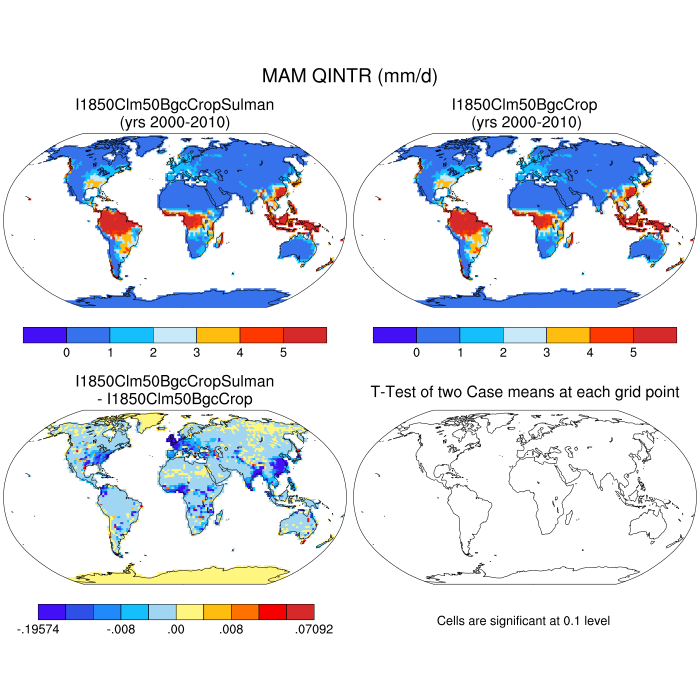 MAM QINTR (mm/d)
I1850Clm50BgcCropSulman
(yrs 2000-2010)
I1850Clm50BgcCrop
(yrs 2000-2010)
0 1 2 3 4 5
0 1 2 3 4 5
I1850Clm50BgcCropSulman
- I1850Clm50BgcCrop
T-Test of two Case means at each grid point
-.19574 -.008 .00 .008 .07092
Cells are significant at 0.1 level